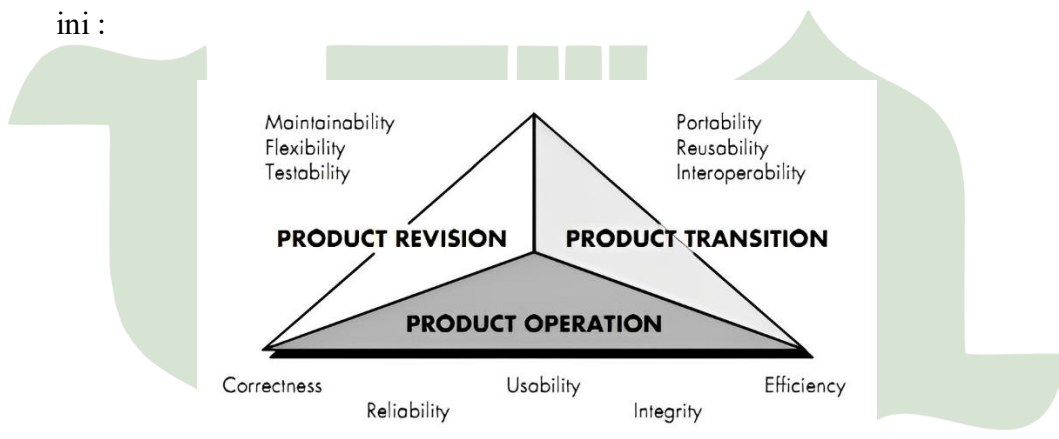 ini :
Maintainability
Flexibility
Testability
Portability
Reusability
Interoperability
PRODUCT REVISION
PRODUCT TRANSITION
PRODUCT OPERATION
Correctness
Usability
Efficiency
Reliability
Integrity